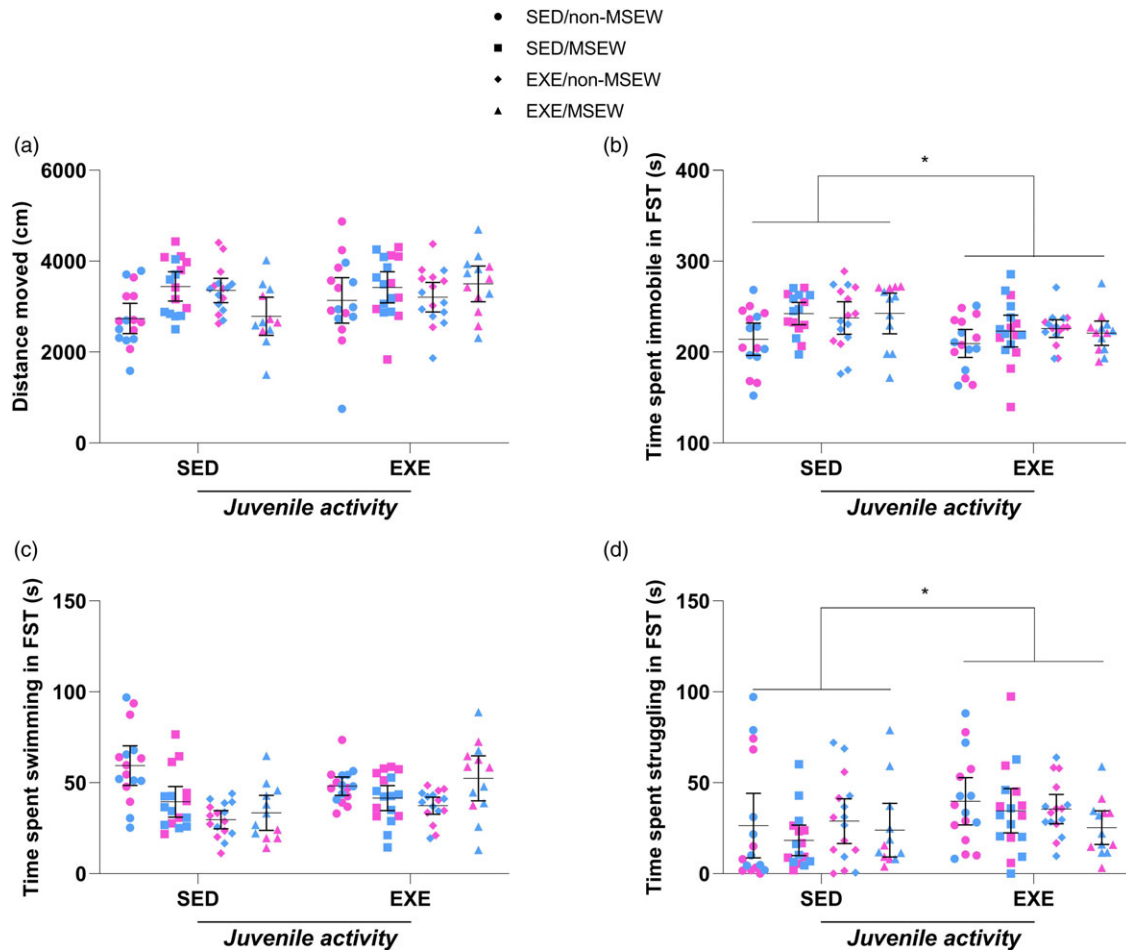 SED/non-MSEW
SED/MSEW
EXE/non-MSEW
EXE/MSEW
(a)
6000
4000
2000
0
Distance moved (cm)
SED
EXE
Juvenile activity
(b)
*
400
300
200
100
Time spent immobile in FST (s)
SED
EXE
Juvenile activity
(c)
150
100
50
0
Time spent swimming in FST (s)
SED
EXE
Juvenile activity
(d)
*
150
100
50
0
Time spent struggling in FST (s)
SED
EXE
Juvenile activity